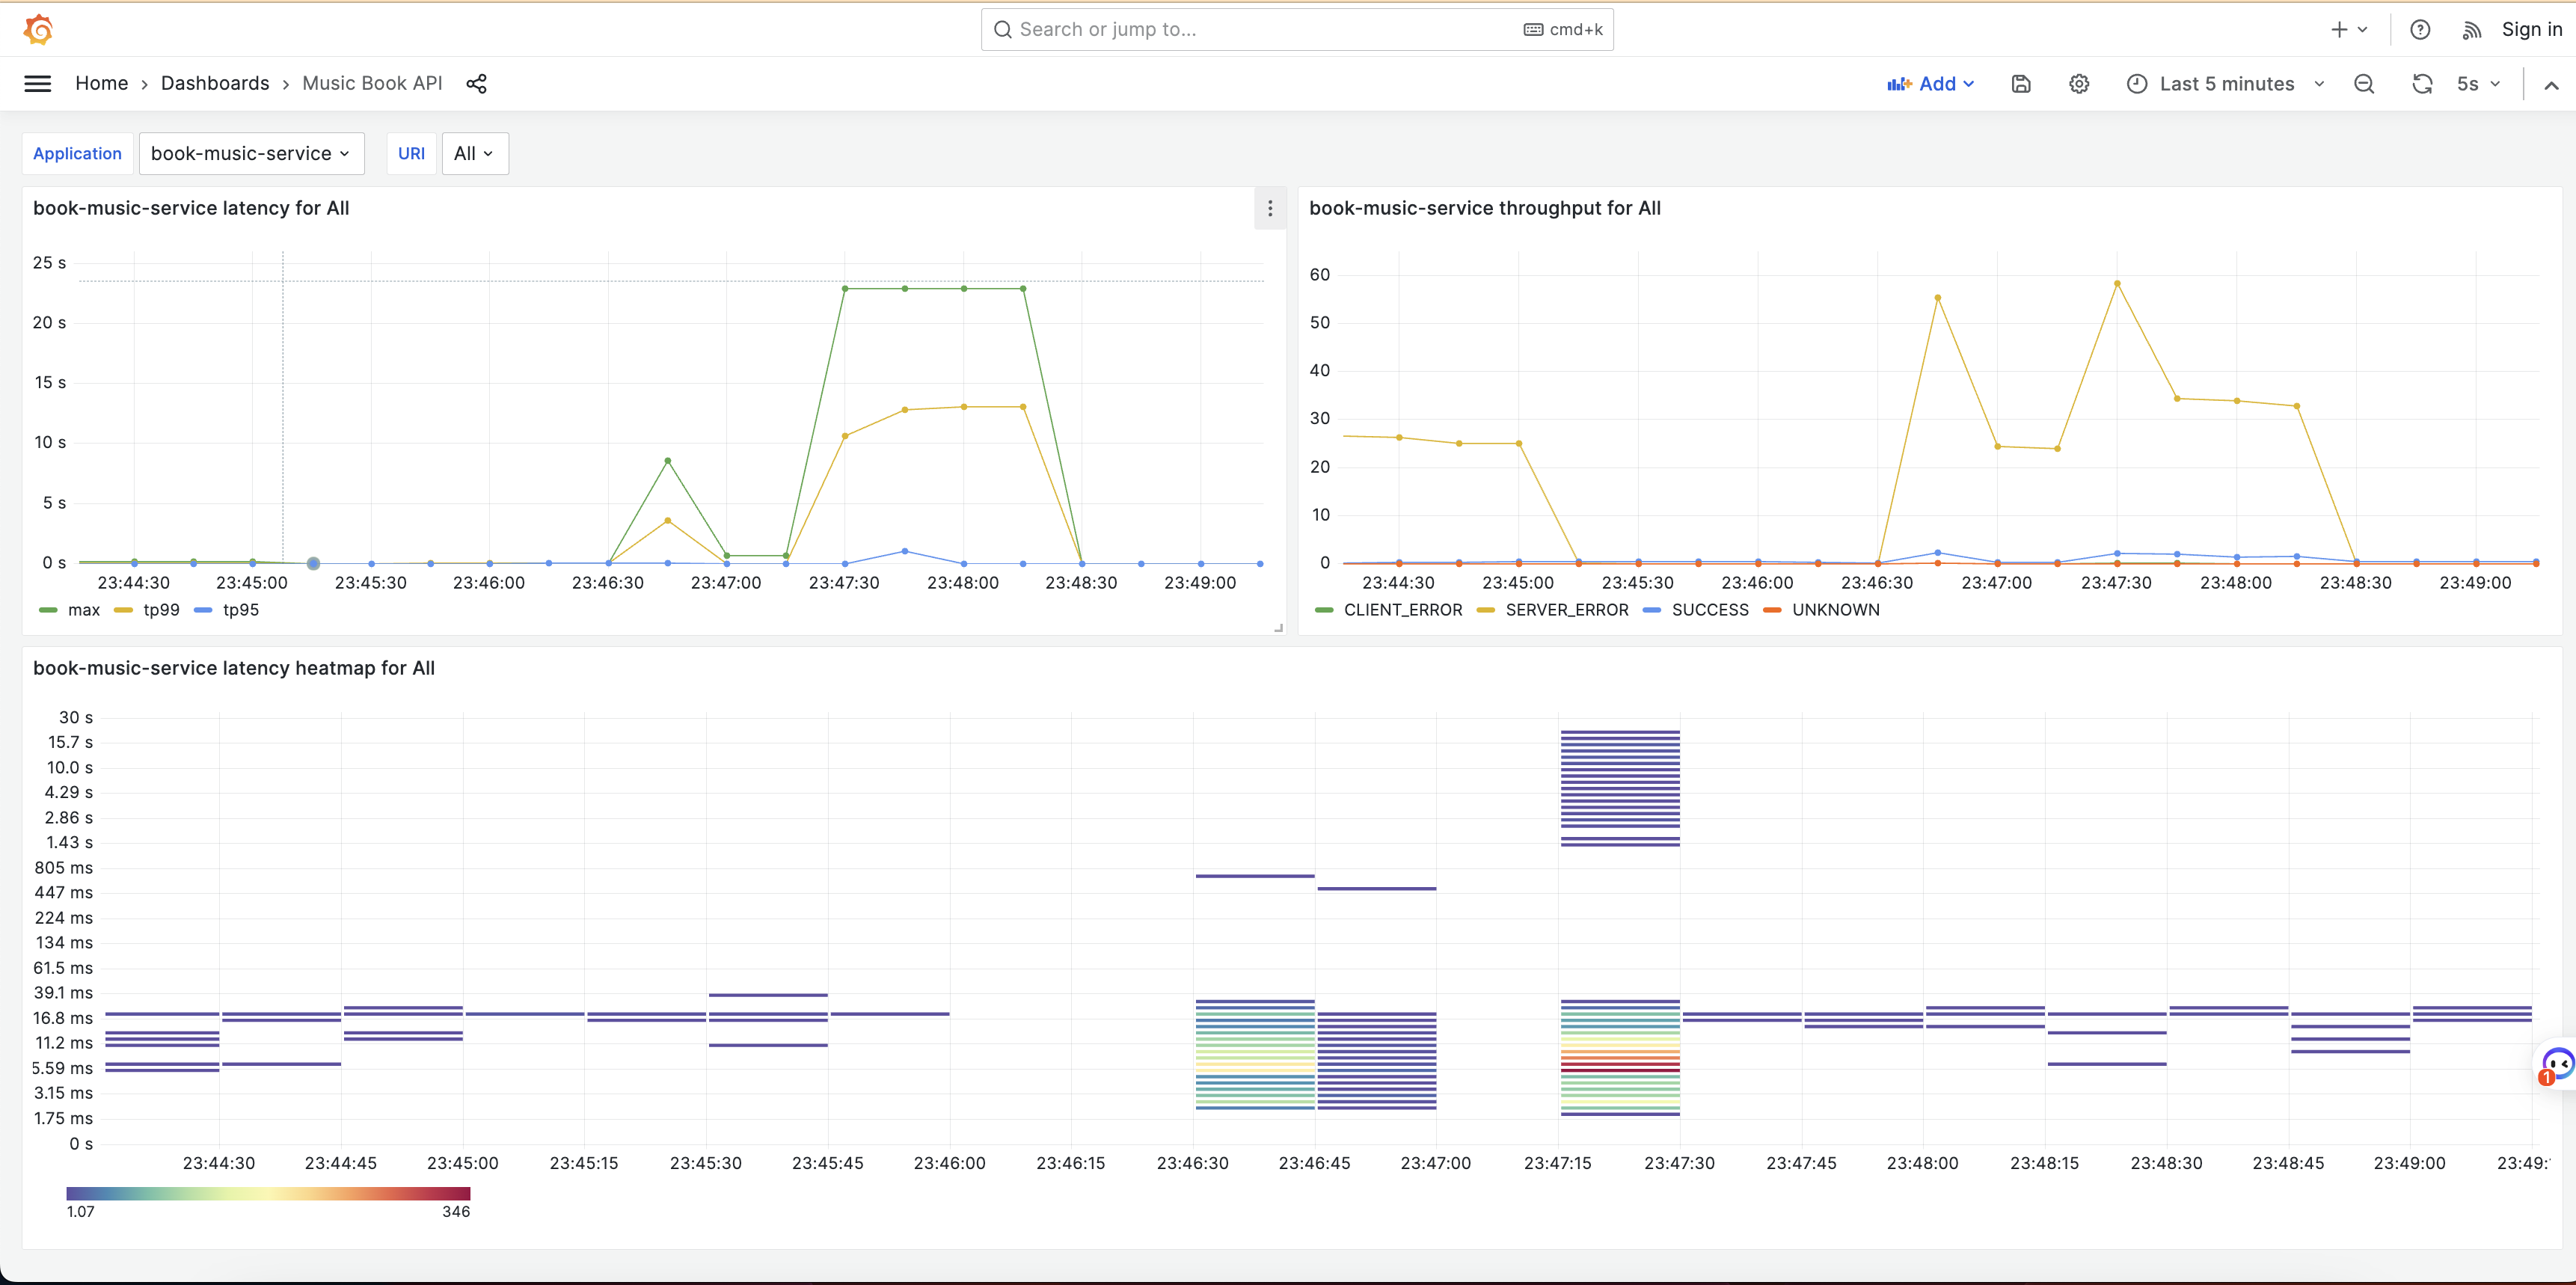 Search or jump to...
cmd+k
Sign in
Home › Dashboards › Music Book API
Add
Last 5 minutes
5s
Application
book-music-service
URI
All
book-music-service latency for All
25 s
20 s
15 s
10 s
5 s
0 s
23:44:30 23:45:00 23:45:30 23:46:00 23:46:30 23:47:00 23:47:30 23:48:00 23:48:30 23:49:00
max tp99 tp95
book-music-service throughput for All
60
50
40
30
20
10
0
23:44:30 23:45:00 23:45:30 23:46:00 23:46:30 23:47:00 23:47:30 23:48:00 23:48:30 23:49:00
CLIENT_ERROR SERVER_ERROR SUCCESS UNKNOWN
book-music-service latency heatmap for All
30 s
15.7 s
10.0 s
4.29 s
2.86 s
1.43 s
805 ms
447 ms
224 ms
134 ms
61.5 ms
39.1 ms
16.8 ms
11.2 ms
5.59 ms
3.15 ms
1.75 ms
0 s
23:44:30 23:44:45 23:45:00 23:45:15 23:45:30 23:45:45 23:46:00 23:46:15 23:46:30 23:46:45 23:47:00 23:47:15 23:47:30 23:47:45 23:48:00 23:48:15 23:48:30 23:48:45 23:49:00 23:49:
1.07 346
1